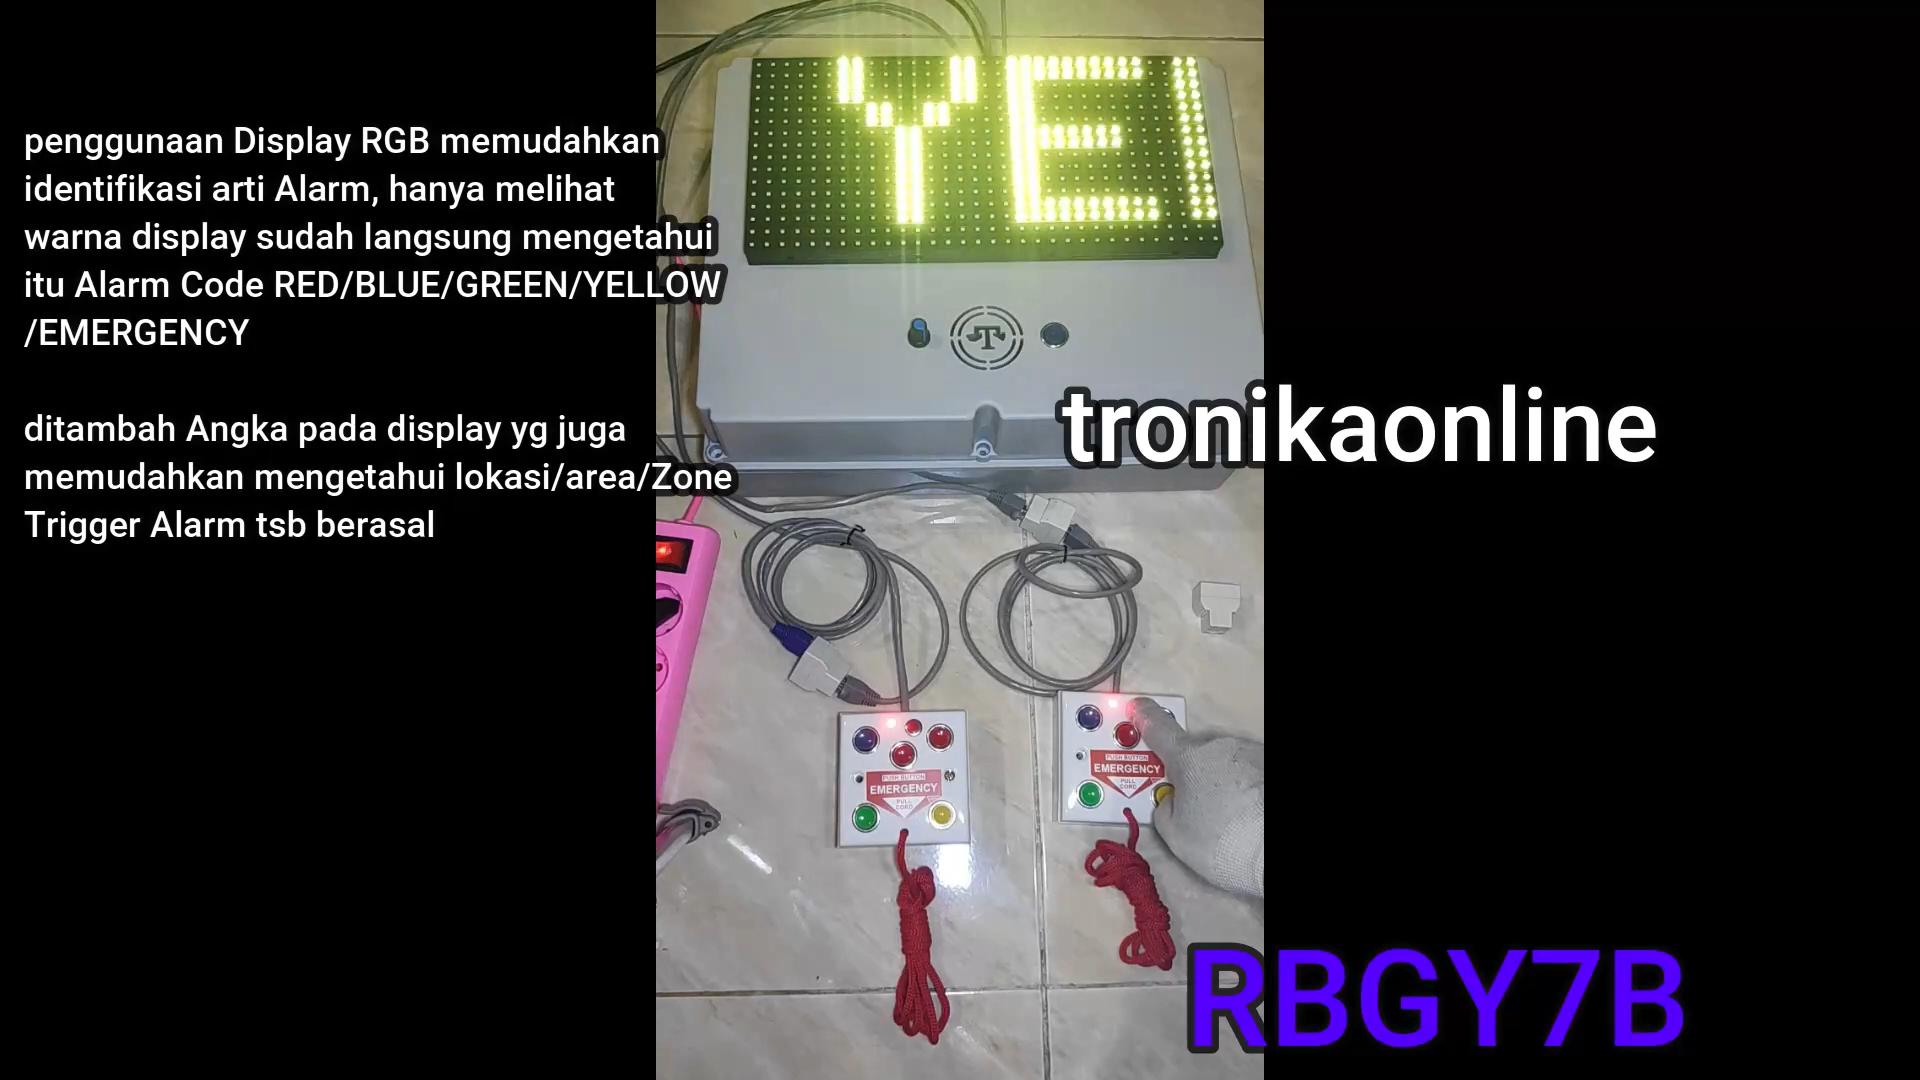 penggunaan Display RGB memudahkan
identifikasi arti Alarm, hanya melihat
warna display sudah langsung mengetahui
itu Alarm Code RED/BLUE/GREEN/YELLOW
/EMERGENCY
ditambah Angka pada display yg juga
memudahkan mengetahui lokasi/area/Zone
Trigger Alarm tsb berasal
YEI
T
tronikaonline
PUSH BUTTON
EMERGENCY
PULL
CORD
PUSH BUTTON
EMERGENCY
PULL
CORD
RBGY7B